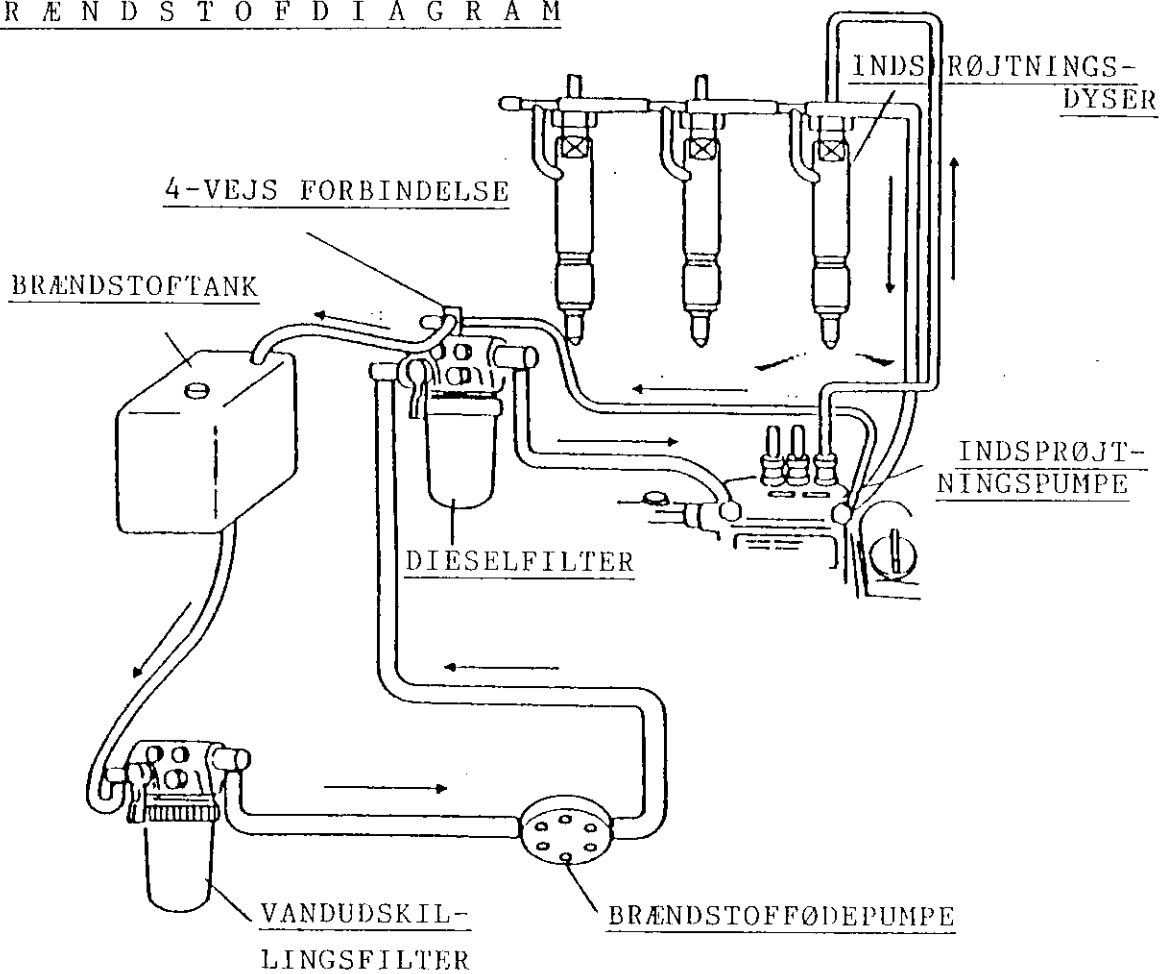 RÆNDSTOFDIAGRAM
INDSPRØJTNINGS-
DYSER
4-VEJS FORBINDELSE
BRÆNDSTOFTANK
INDSPRØJT-
NINGSPUMPE
DIESELFILTER
VANDUDSKIL-
LINGSFILTER
BRÆNDSTOFFØDEPUMPE